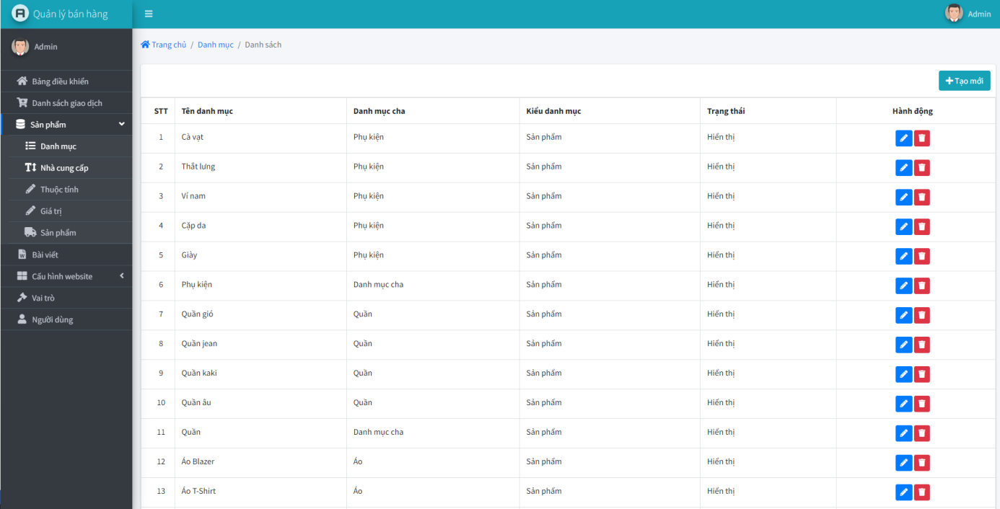 Quản lý bán hàng
Admin
Admin
Trang chủ / Danh mục / Danh sách
Bảng điều khiển
Danh sách giao dịch
Sản phẩm
Danh mục
Nhà cung cấp
Thuộc tính
Giá trị
Sản phẩm
Bài viết
Cấu hình website
Vai trò
Người dùng
Tạo mới
STT Tên danh mục Danh mục cha Kiểu danh mục Trạng thái Hành động
1 Cà vạt Phụ kiện Sản phẩm Hiển thị
2 Thắt lưng Phụ kiện Sản phẩm Hiển thị
3 Ví nam Phụ kiện Sản phẩm Hiển thị
4 Cặp da Phụ kiện Sản phẩm Hiển thị
5 Giày Phụ kiện Sản phẩm Hiển thị
6 Phụ kiện Danh mục cha Sản phẩm Hiển thị
7 Quần gió Quần Sản phẩm Hiển thị
8 Quần jean Quần Sản phẩm Hiển thị
9 Quần kaki Quần Sản phẩm Hiển thị
10 Quần âu Quần Sản phẩm Hiển thị
11 Quần Danh mục cha Sản phẩm Hiển thị
12 Áo Blazer Áo Sản phẩm Hiển thị
13 Áo T-Shirt Áo Sản phẩm Hiển thị